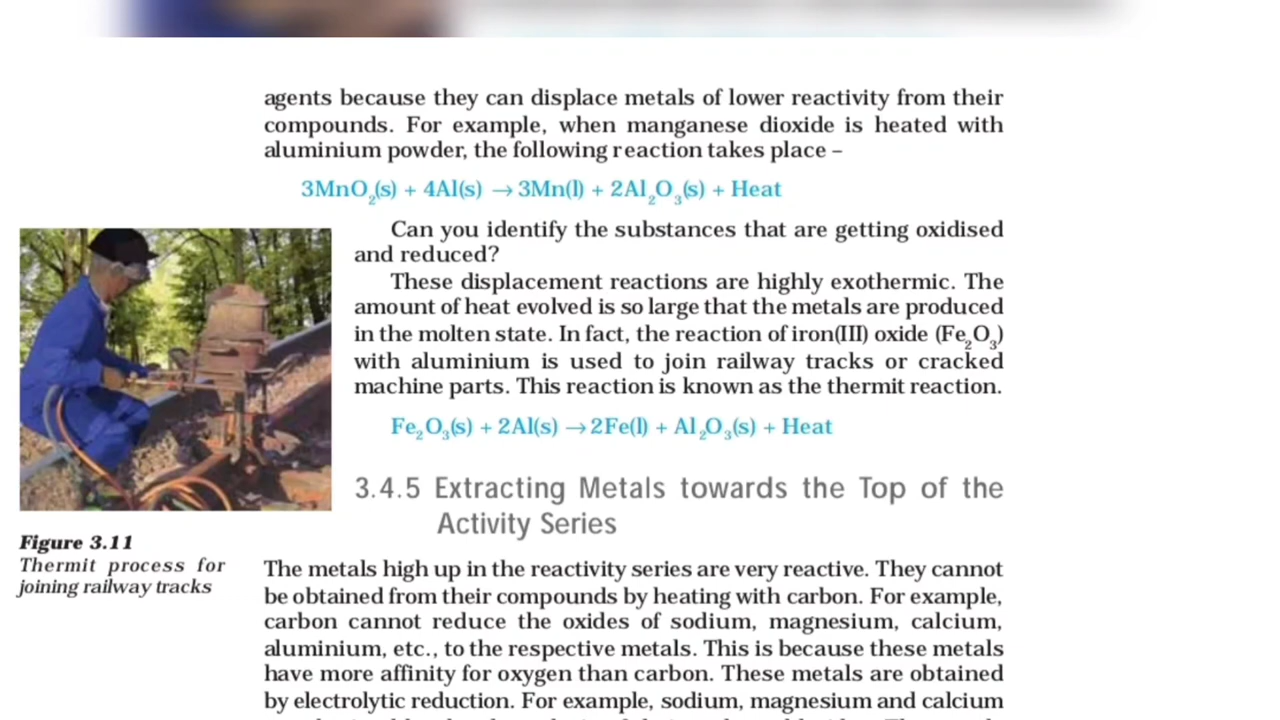 agents because they can displace metals of lower reactivity from their
compounds. For example, when manganese dioxide is heated with
aluminium powder, the following reaction takes place –
3MnO₂(s) + 4Al(s) → 3Mn(l) + 2Al₂O₃(s) + Heat
Can you identify the substances that are getting oxidised
and reduced?
These displacement reactions are highly exothermic. The
amount of heat evolved is so large that the metals are produced
in the molten state. In fact, the reaction of iron(III) oxide (Fe₂O₃)
with aluminium is used to join railway tracks or cracked
machine parts. This reaction is known as the thermit reaction.
Fe₂O₃(s) + 2Al(s) → 2Fe(l) + Al₂O₃(s) + Heat
3.4.5 Extracting Metals towards the Top of the
Activity Series
Figure 3.11
Thermit process for
joining railway tracks
The metals high up in the reactivity series are very reactive. They cannot
be obtained from their compounds by heating with carbon. For example,
carbon cannot reduce the oxides of sodium, magnesium, calcium,
aluminium, etc., to the respective metals. This is because these metals
have more affinity for oxygen than carbon. These metals are obtained
by electrolytic reduction. For example, sodium, magnesium and calcium